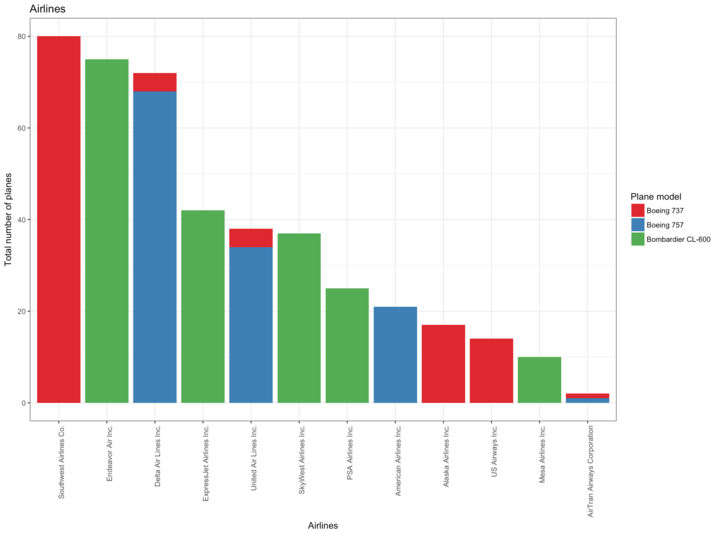 Airlines
Total number of planes
80
60
40
20
0
Southwest Airlines Co.
Endeavor Air Inc.
Delta Air Lines Inc.
ExpressJet Airlines Inc.
United Air Lines Inc.
SkyWest Airlines Inc.
PSA Airlines Inc.
American Airlines Inc.
Alaska Airlines Inc.
US Airways Inc.
Mesa Airlines Inc.
AirTran Airways Corporation
Airlines
Plane model
Boeing 737
Boeing 757
Bombardier CL-600